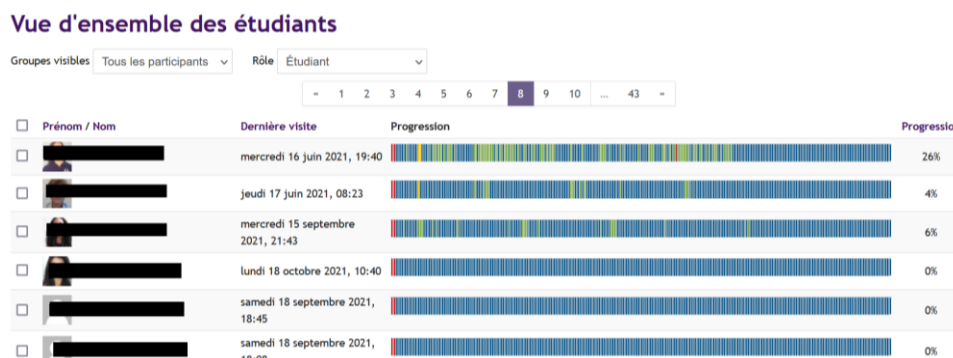 Vue d'ensemble des étudiants
Groupes visibles Tous les participants Rôle Étudiant
« 1 2 3 4 5 6 7 8 9 10 ... 43 »
Prénom / Nom Dernière visite Progression Progressio
mercredi 16 juin 2021, 19:40 26%
jeudi 17 juin 2021, 08:23 4%
mercredi 15 septembre
2021, 21:43 6%
lundi 18 octobre 2021, 10:40 0%
samedi 18 septembre 2021,
18:45 0%
samedi 18 septembre 2021,
0%